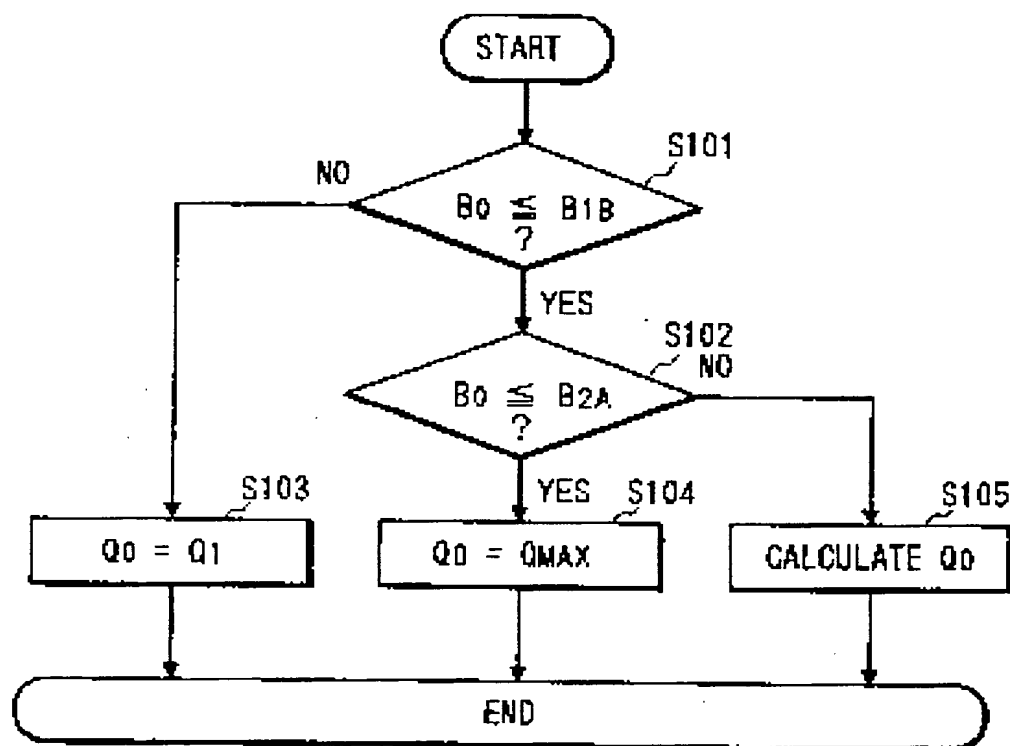 START
S101
NO
B0 ≦ B1B
?
YES
S102
NO
B0 ≦ B2A
?
YES
S103
S104
S105
Q0 = Q1
Q0 = QMAX
CALCULATE Q0
END